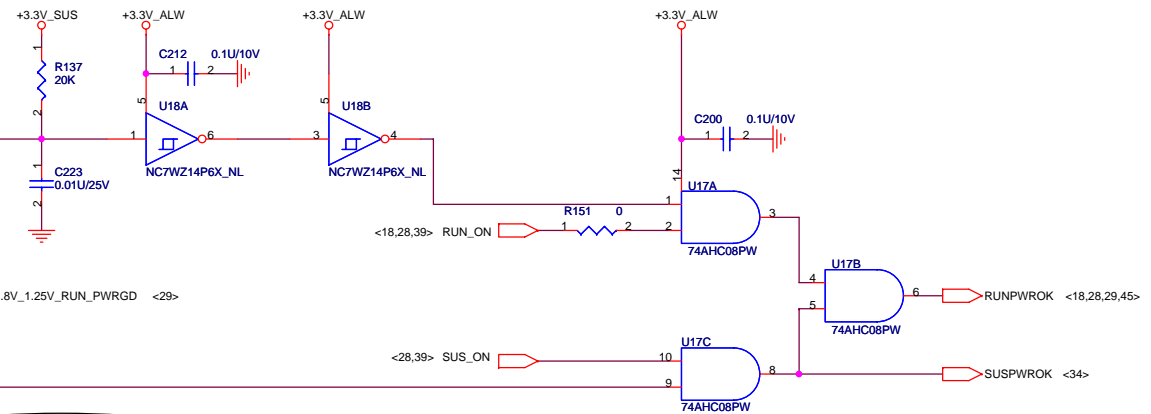 +3.3V_SUS +3.3V_ALW +3.3V_ALW +3.3V_ALW
C212 0.1U/10V
1 2
1
R137
20K
2
5
U18A
1 6
NC7WZ14P6X_NL
5
U18B
3 4
NC7WZ14P6X_NL
C200 0.1U/10V
1 2
1
C223
0.01U/25V
2
14
U17A
1
2
3
74AHC08PW
R151 0
<18,28,39> RUN_ON 1 2
U17B
4
5
6
74AHC08PW
RUNPWROK <18,28,29,45>
.8V_1.25V_RUN_PWRGD <29>
U17C
<28,39> SUS_ON 10
9
8
74AHC08PW
SUSPWROK <34>